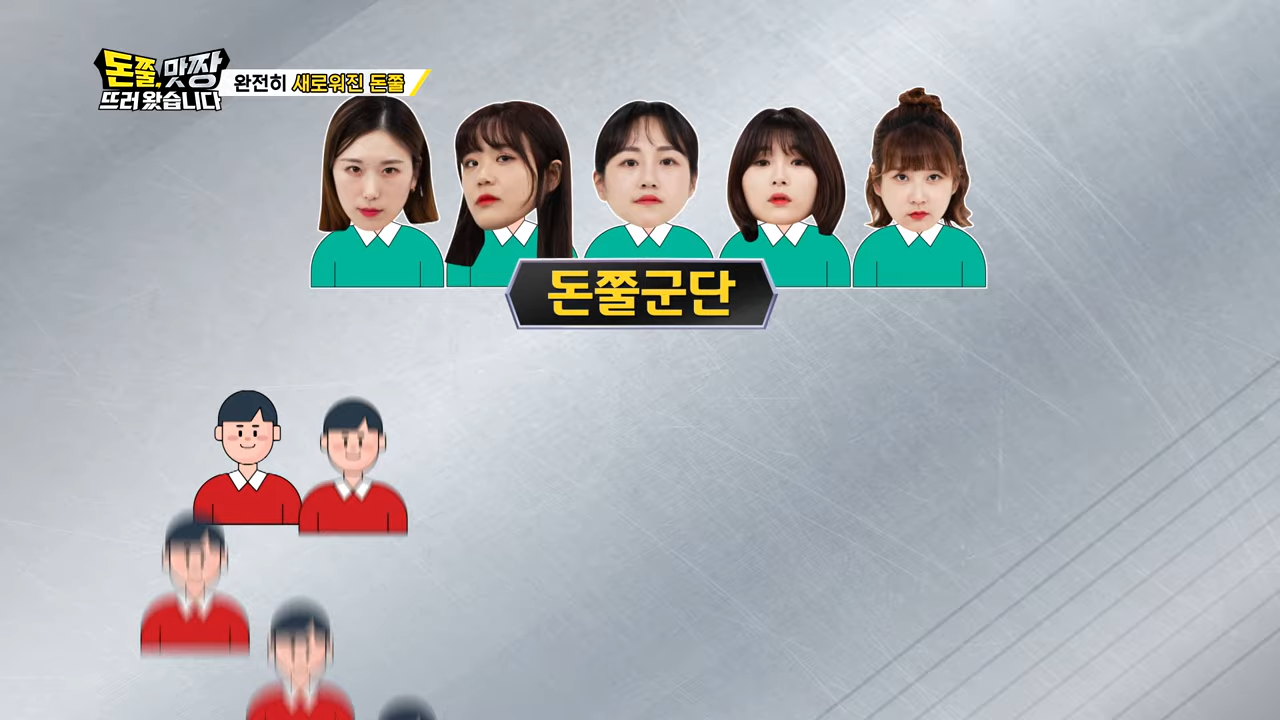 돈쭐, 맛짱
뜨러 왔습니다
완전히 새로워진 돈쭐
돈쭐군단